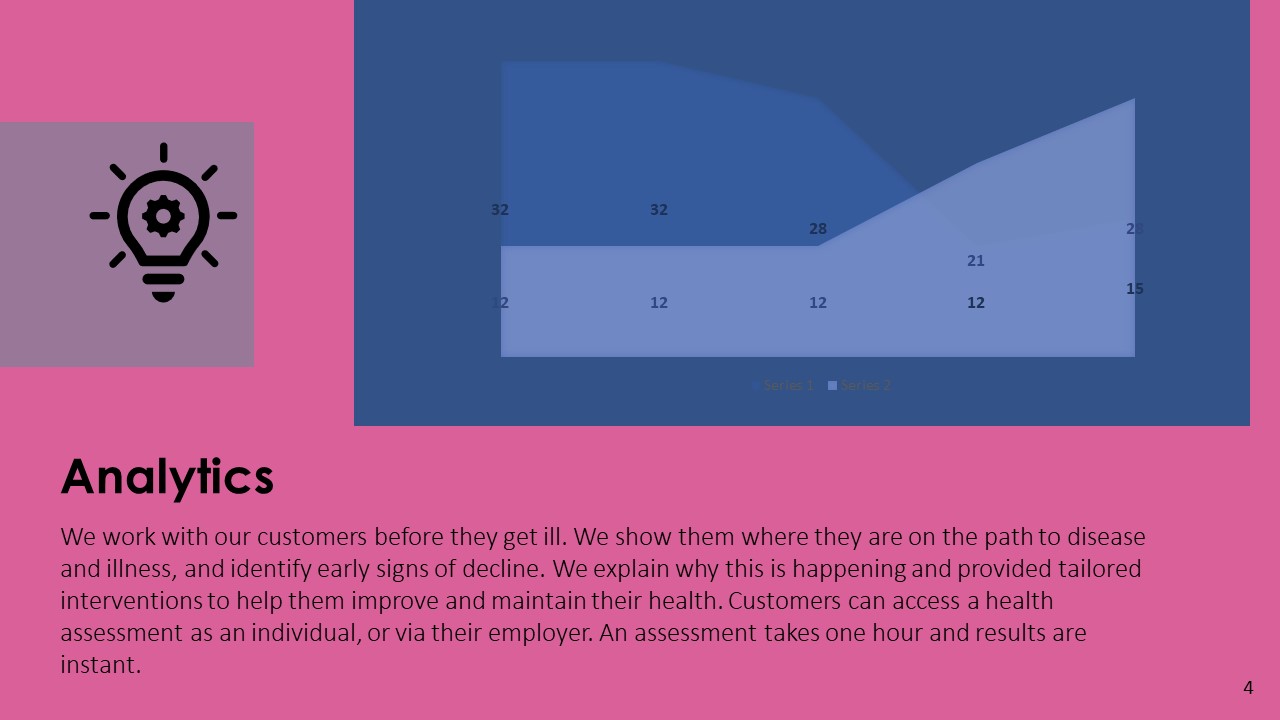 32
32
28
28
21
15
12
12
12
12
Series 1
Series 2
Analytics
We work with our customers before they get ill. We show them where they are on the path to disease
and illness, and identify early signs of decline. We explain why this is happening and provided tailored
interventions to help them improve and maintain their health. Customers can access a health
assessment as an individual, or via their employer. An assessment takes one hour and results are
instant.
4